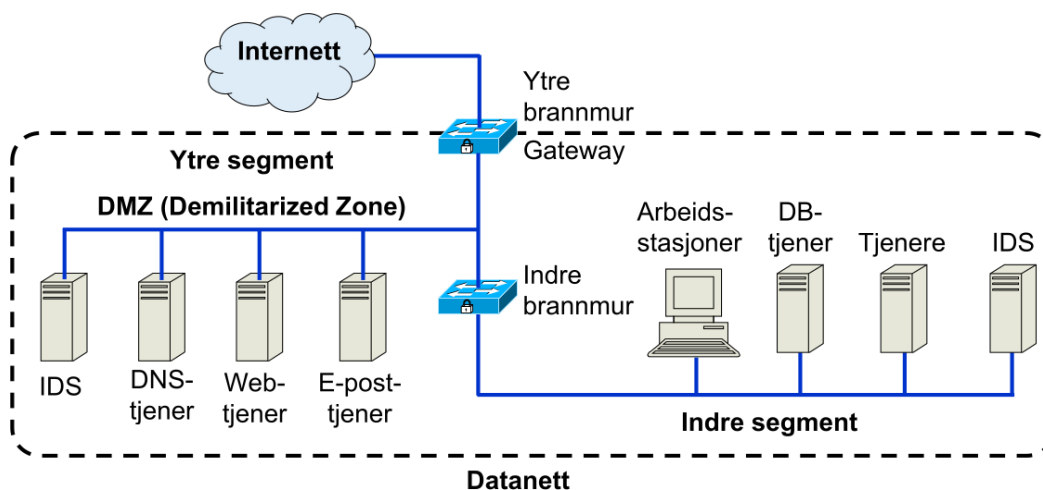 Internett
Ytre
brannmur
Gateway
Ytre segment
DMZ (Demilitarized Zone)
Arbeids-
stasjoner
DB-
tjener
Tjenere
IDS
Indre
brannmur
IDS
DNS-
tjener
Web-
tjener
E-post-
tjener
Indre segment
Datanett